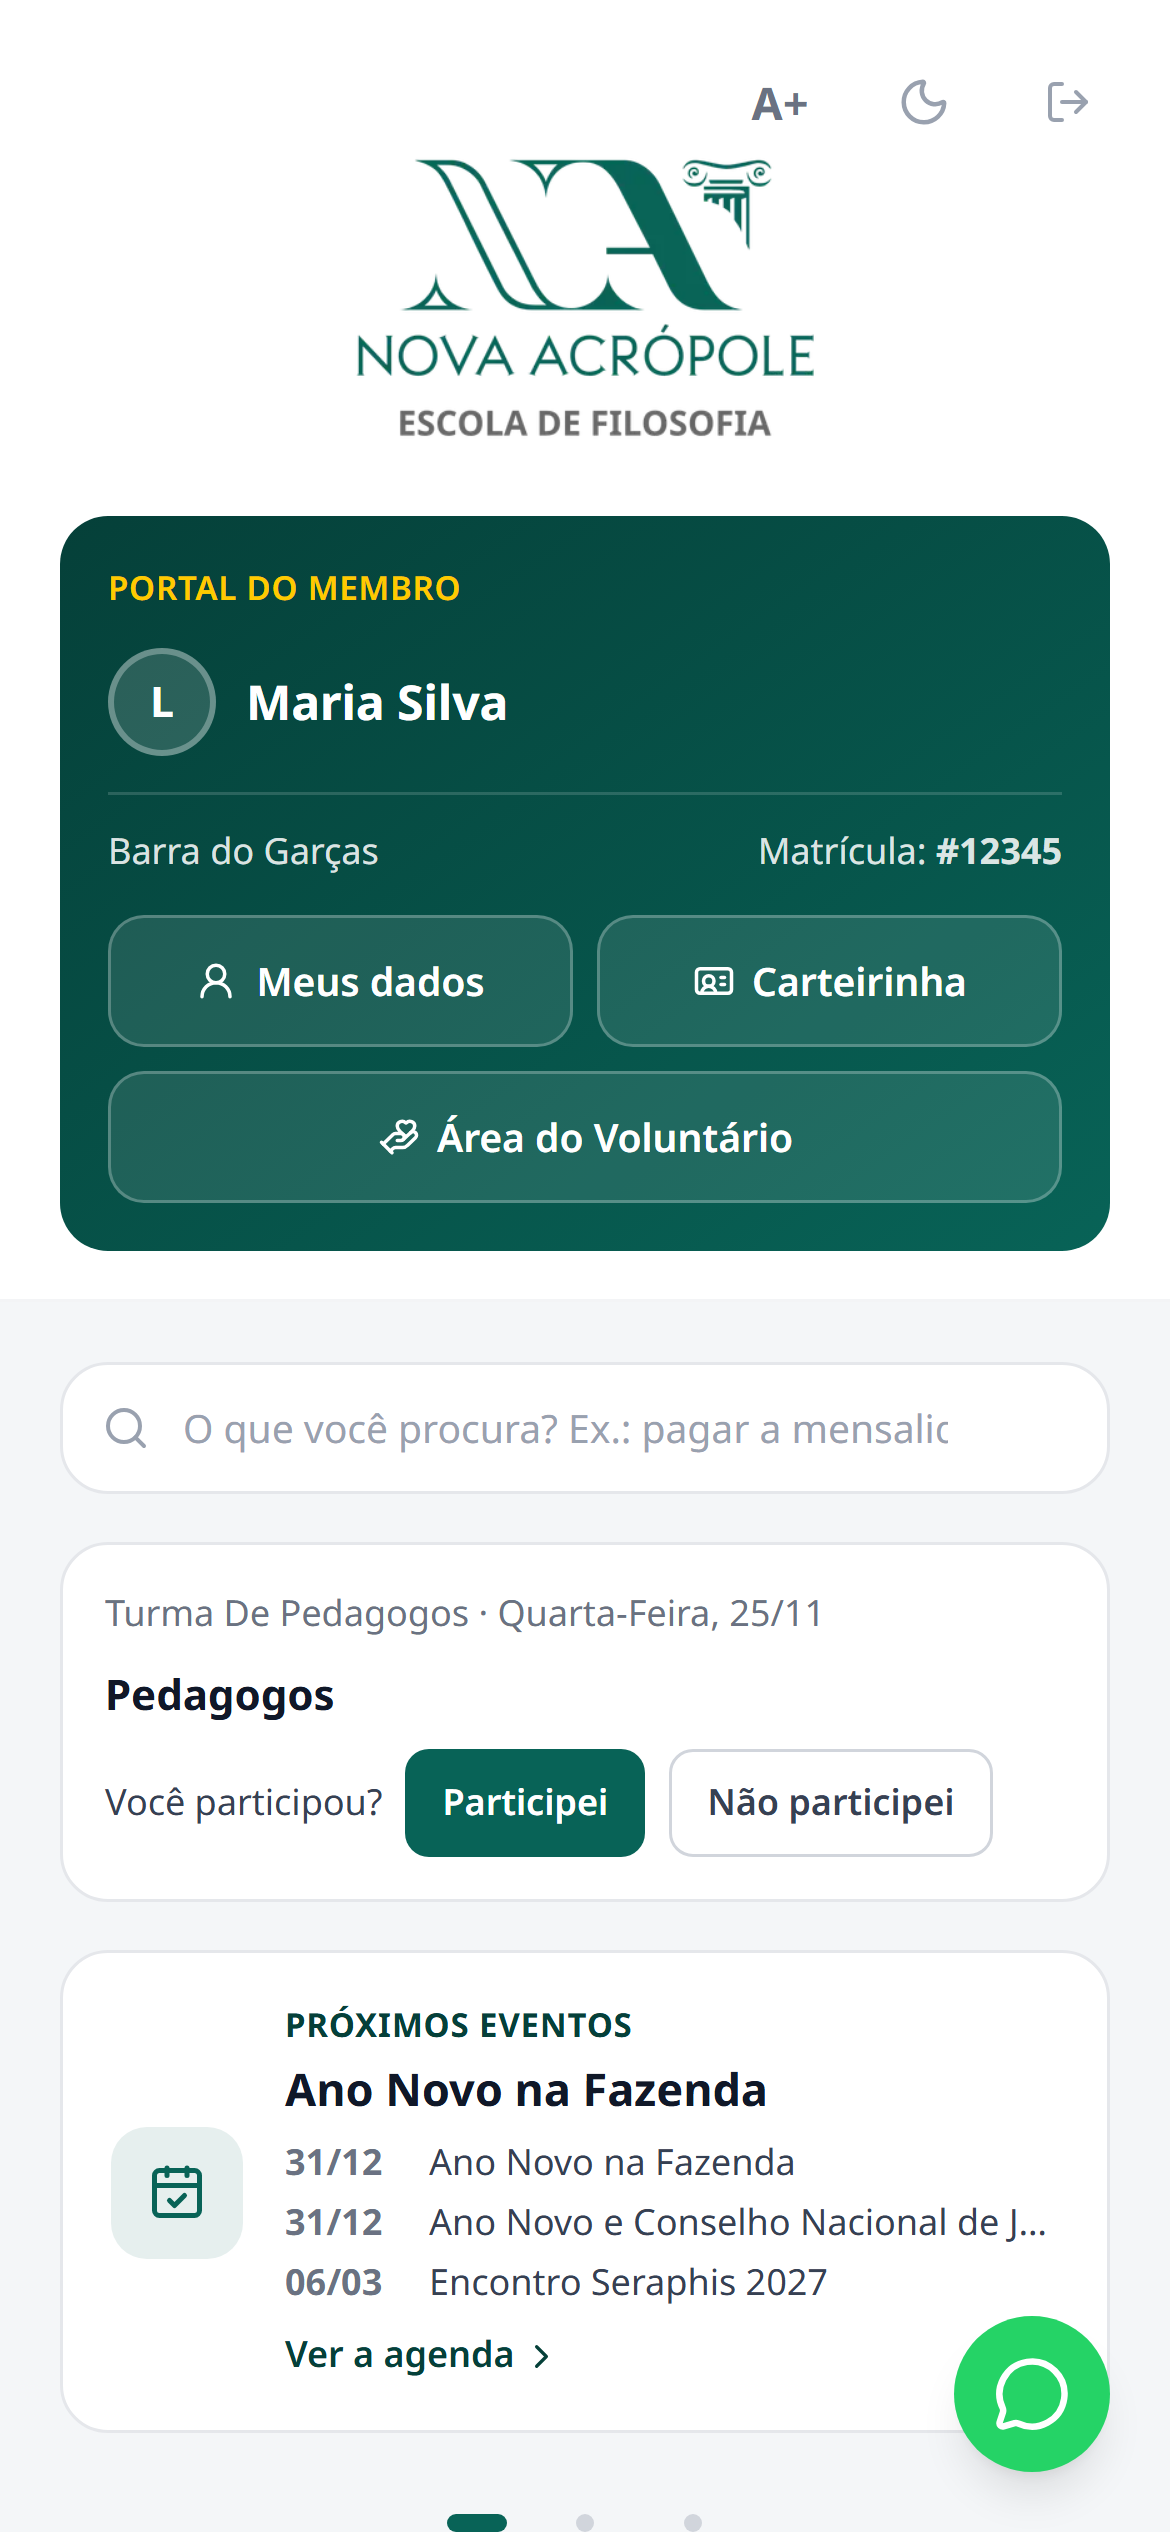 A+
NA
NOVA ACRÓPOLE
ESCOLA DE FILOSOFIA
PORTAL DO MEMBRO
L
Maria Silva
Barra do Garças
Matrícula: #12345
Meus dados
Carteirinha
Área do Voluntário
O que você procura? Ex.: pagar a
Turma De Pedagogos · Quarta-Feira, 25/11
Pedagogos
Você participou?
Participei
Não participei
PRÓXIMOS EVENTOS
Ano Novo na Fazenda
31/12 Ano Novo na Fazenda
31/12 Ano Novo e Conselho Nacional de J...
06/03 Encontro Seraphis 2027
Ver a agenda